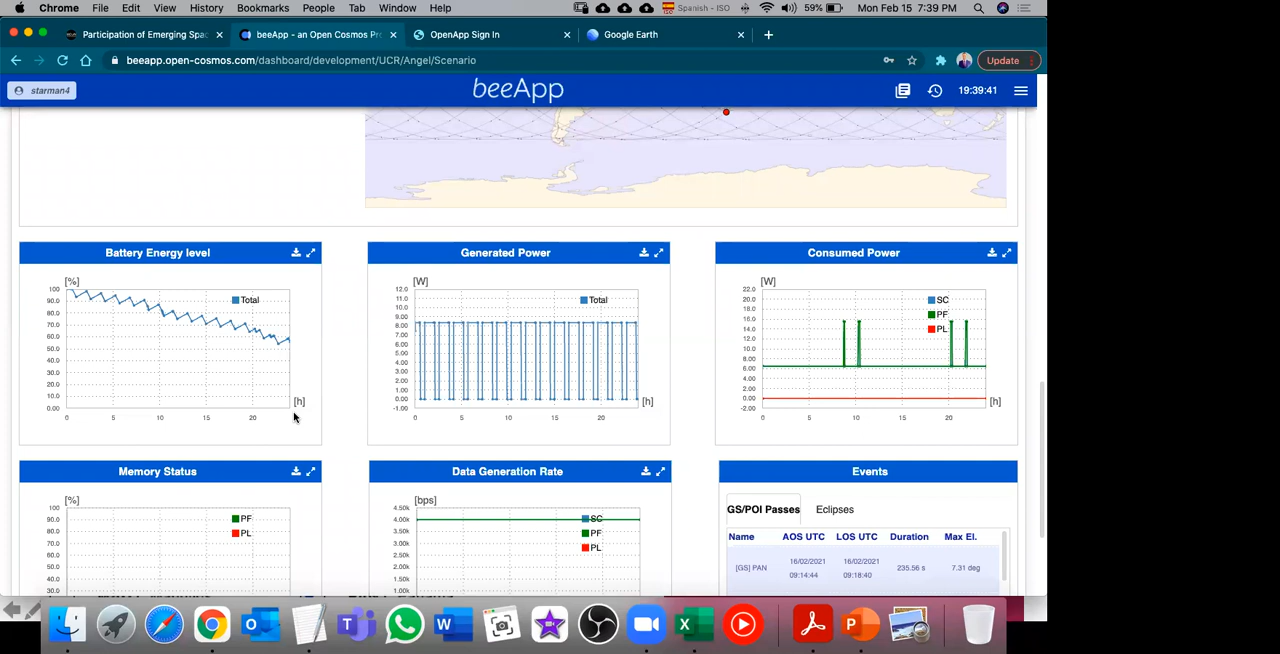 Chrome File Edit View History Bookmarks People Tab Window Help Spanish - ISO 59% Mon Feb 15 7:39 PM
Participation of Emerging Spac beeApp - an Open Cosmos Pr OpenApp Sign In Google Earth
beeapp.open-cosmos.com/dashboard/development/UCR/Angel/Scenario Update
starman4 beeApp 19:39:41
Battery Energy level Generated Power Consumed Power
[%] [W] [W]
100 12.0 22.0
Total Total SC
90.0 11.0 20.0
80.0 10.0 18.0
PF
70.0 9.00 16.0
PL
60.0 8.00 14.0
50.0 7.00 12.0
40.0 6.00 10.0
30.0 5.00 8.00
20.0 4.00 6.00
10.0 3.00 4.00
0.00 2.00 2.00
1.00 0.00
0.00 -2.00
-1.00
[h] [h] [h]
0 5 10 15 20 0 5 10 15 20 0 5 10 15 20
Memory Status Data Generation Rate Events
[%] [bps]
100 4.50k
90.0 4.00k
80.0 3.50k
70.0 3.00k
60.0 2.50k
50.0 2.00k
40.0 1.50k
30.0 1.00k
PF SC
PL PF
PL
GS/POI Passes Eclipses
Name AOS UTC LOS UTC Duration Max El.
[GS] PAN 16/02/2021 09:14:44 16/02/2021 09:18:40 235.56 s 7.31 deg